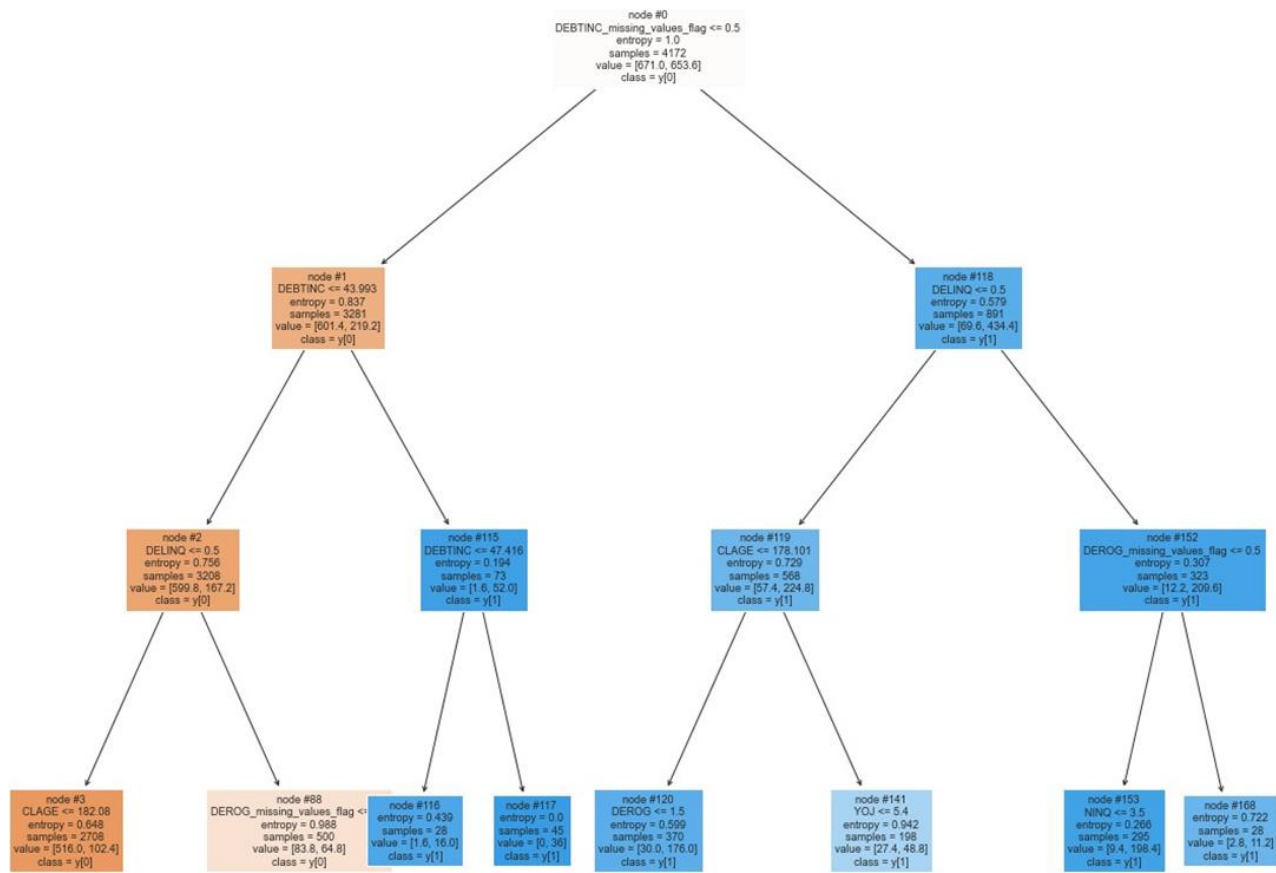 node #0
DEBTINC_missing_values_flag <= 0.5
entropy = 1.0
samples = 4172
value = [671.0, 653.6]
class = y[0]
node #1
DEBTINC <= 43.993
entropy = 0.837
samples = 3281
value = [601.4, 219.2]
class = y[0]
node #118
DELINQ <= 0.5
entropy = 0.579
samples = 891
value = [69.6, 434.4]
class = y[1]
node #2
DELINQ <= 0.5
entropy = 0.756
samples = 3208
value = [599.8, 167.2]
class = y[0]
node #115
DEBTINC <= 47.416
entropy = 0.194
samples = 73
value = [1.6, 52.0]
class = y[1]
node #119
CLAGE <= 178.101
entropy = 0.729
samples = 568
value = [57.4, 224.8]
class = y[1]
node #152
DEROG_missing_values_flag <= 0.5
entropy = 0.307
samples = 323
value = [12.2, 209.6]
class = y[1]
node #3
CLAGE <= 182.08
entropy = 0.648
samples = 2708
value = [516.0, 102.4]
class = y[0]
node #88
DEROG_missing_values_flag <=
entropy = 0.988
samples = 500
value = [83.8, 64.8]
class = y[0]
node #116
entropy = 0.439
samples = 28
value = [1.6, 16.0]
class = y[1]
node #117
entropy = 0.0
samples = 45
value = [0, 36]
class = y[1]
node #120
DEROG <= 1.5
entropy = 0.599
samples = 370
value = [30.0, 176.0]
class = y[1]
node #141
YOJ <= 5.4
entropy = 0.942
samples = 198
value = [27.4, 48.8]
class = y[1]
node #153
NINQ <= 3.5
entropy = 0.266
samples = 295
value = [9.4, 198.4]
class = y[1]
node #168
entropy = 0.722
samples = 28
value = [2.8, 11.2]
class = y[1]